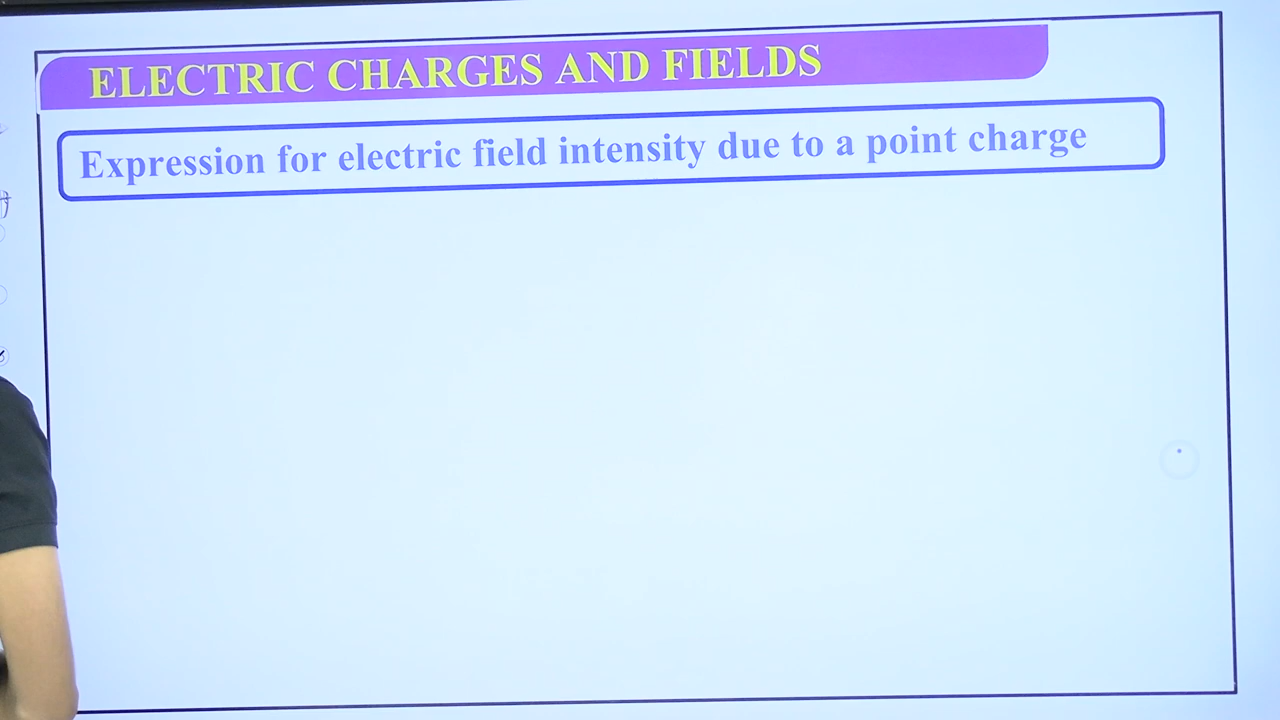 ELECTRIC CHARGES AND FIELDS
Expression for electric field intensity due to a point charge